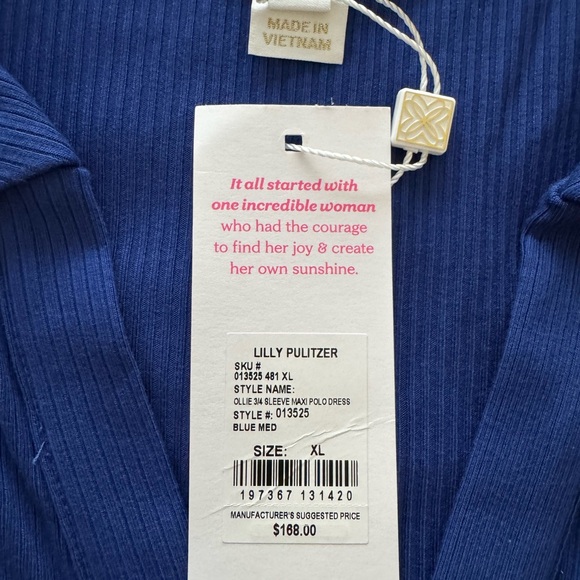 MADE IN
VIETNAM
It all started with
one incredible woman
who had the courage
to find her joy & create
her own sunshine.
LILLY PULITZER
SKU #
013525 481 XL
STYLE NAME:
OLLIE 3/4 SLEEVE MAXI POLO DRESS
STYLE #: 013525
BLUE MED
SIZE: XL
197367 131420
MANUFACTURER'S SUGGESTED PRICE
$168.00